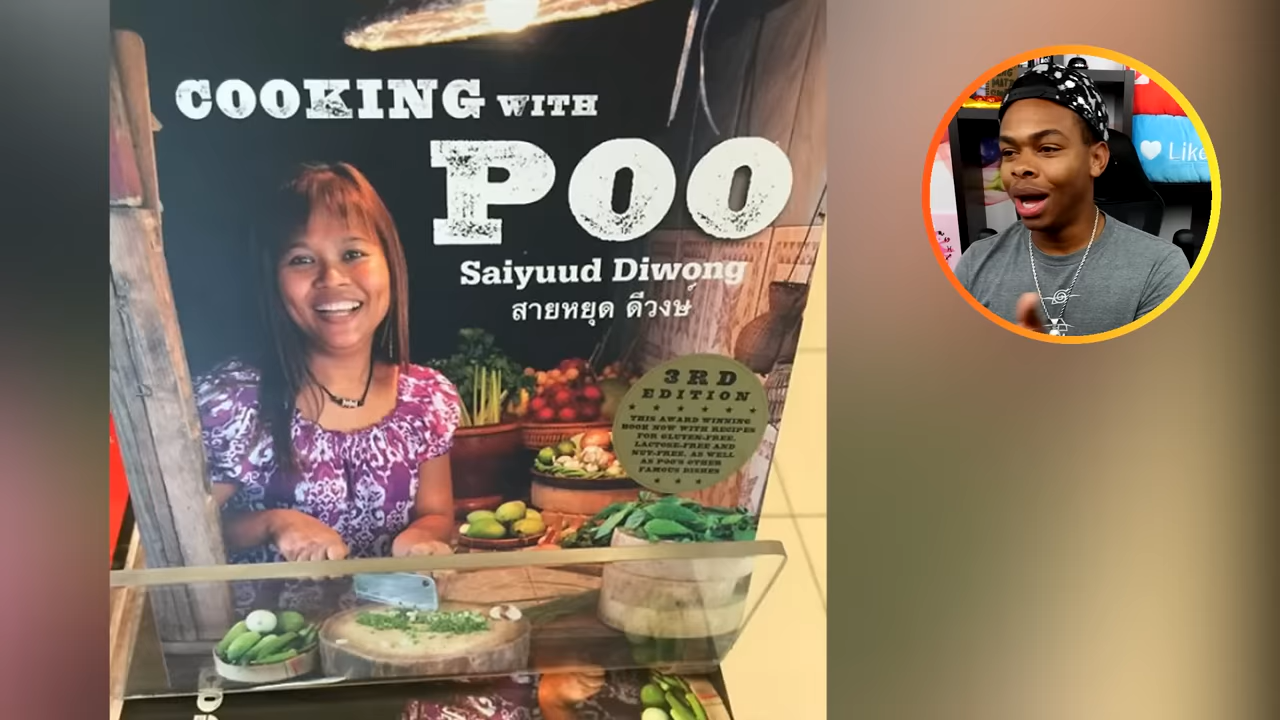 COOKING WITH
POO
Saiyuud Diwong
สายหยุด ดีวงษ์
3RD
EDITION
THIS AWARD WINNING
BOOK NOW WITH RECIPES
FOR GLUTEN-FREE,
LACTOSE-FREE AND
NUT-FREE, AS WELL
AS POO'S OTHER
FAMOUS DISHES
Like